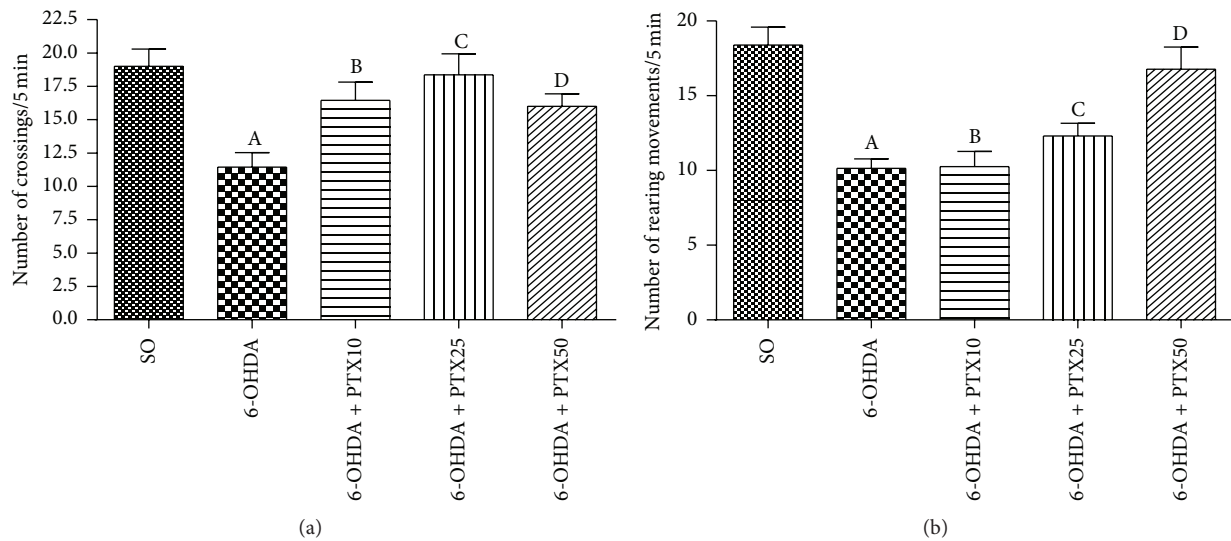 Number of crossings/5 min
22.5
20.0
17.5
15.0
12.5
10.0
7.5
5.0
2.5
0.0
A
B
C
D
SO
6-OHDA
6-OHDA + PTX10
6-OHDA + PTX25
6-OHDA + PTX50
(a)
Number of rearing movements/5 min
20
15
10
5
0
A
B
C
D
SO
6-OHDA
6-OHDA + PTX10
6-OHDA + PTX25
6-OHDA + PTX50
(b)